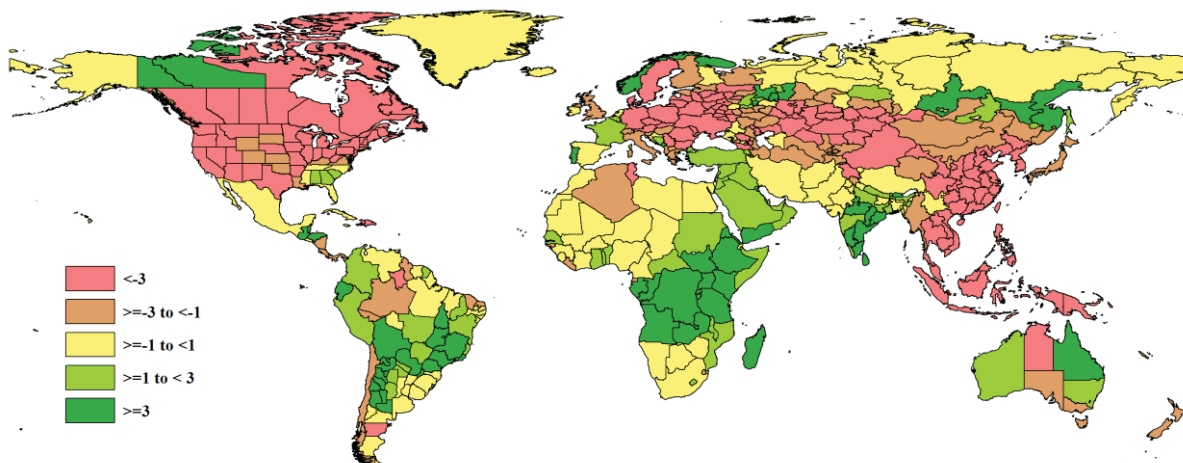 <-3
>=-3 to <-1
>=-1 to <1
>=1 to < 3
>=3